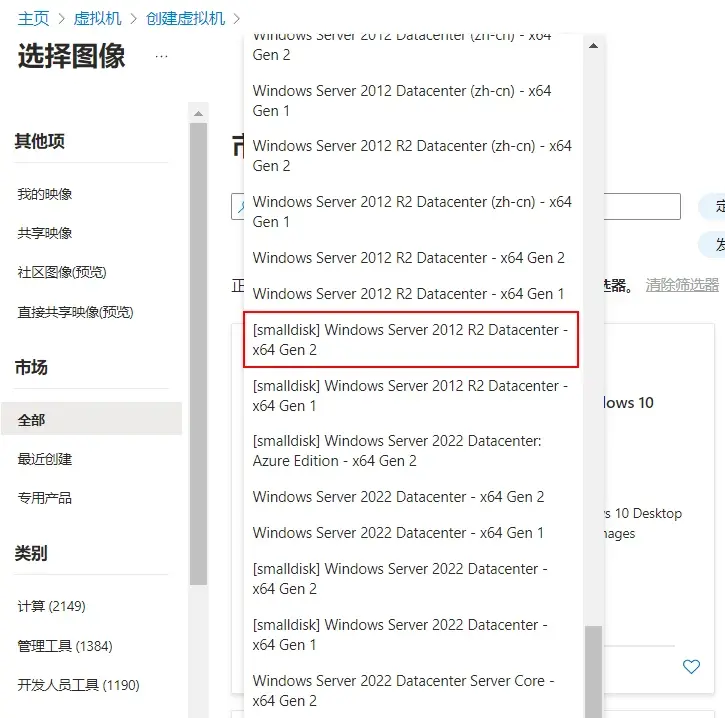 主页 > 虚拟机 > 创建虚拟机 >
选择图像 ...
其他项
我的映像
共享映像
社区图像(预览)
直接共享映像(预览)
市场
全部
最近创建
专用产品
类别
计算 (2149)
管理工具 (1384)
开发人员工具 (1190)
Windows Server 2012 Datacenter (zh-cn) - x64
Gen 2
Windows Server 2012 Datacenter (zh-cn) - x64
Gen 1
Windows Server 2012 R2 Datacenter (zh-cn) - x64
Gen 2
Windows Server 2012 R2 Datacenter (zh-cn) - x64
Gen 1
Windows Server 2012 R2 Datacenter - x64 Gen 2
Windows Server 2012 R2 Datacenter - x64 Gen 1
[smalldisk] Windows Server 2012 R2 Datacenter -
x64 Gen 2
[smalldisk] Windows Server 2012 R2 Datacenter -
x64 Gen 1
[smalldisk] Windows Server 2022 Datacenter:
Azure Edition - x64 Gen 2
Windows Server 2022 Datacenter - x64 Gen 2
Windows Server 2022 Datacenter - x64 Gen 1
[smalldisk] Windows Server 2022 Datacenter -
x64 Gen 2
[smalldisk] Windows Server 2022 Datacenter -
x64 Gen 1
Windows Server 2022 Datacenter Server Core -
x64 Gen 2
正
选器。 清除筛选器
10
10 Desktop